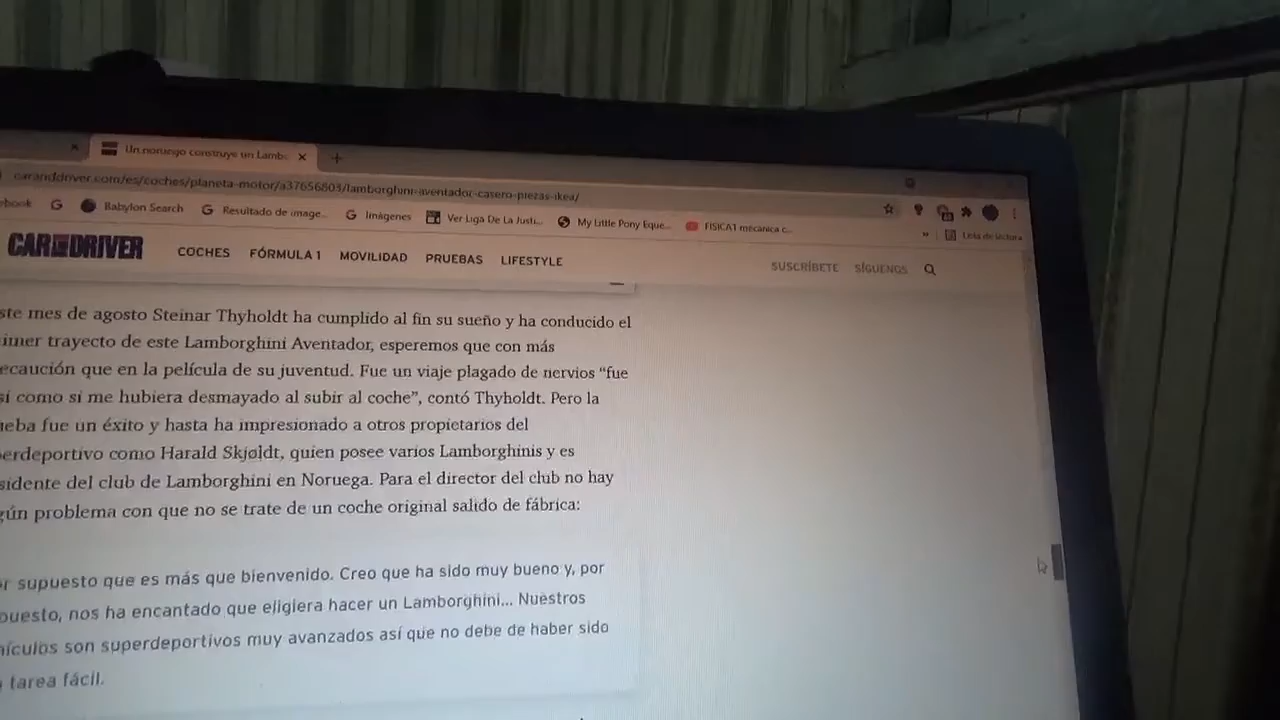 Un noruego construye un Lambo
caranddriver.com/es/coches/planeta-motor/a37656803/lamborghini-aventador-casero-piezas-ikea/
ebook Babylon Search Resultado de image... Imágenes Ver Liga De La Justi... My Little Pony Eque... FISICA1 mecanica c...
» Lista de lectura
CAR AND DRIVER COCHES FÓRMULA 1 MOVILIDAD PRUEBAS LIFESTYLE SUSCRÍBETE SÍGUENOS
ste mes de agosto Steinar Thyholdt ha cumplido al fin su sueño y ha conducido el
imer trayecto de este Lamborghini Aventador, esperemos que con más
ecaución que en la película de su juventud. Fue un viaje plagado de nervios “fue
sí como si me hubiera desmayado al subir al coche”, contó Thyholdt. Pero la
ueba fue un éxito y hasta ha impresionado a otros propietarios del
perdeportivo como Harald Skjøldt, quien posee varios Lamborghinis y es
sidente del club de Lamborghini en Noruega. Para el director del club no hay
gún problema con que no se trate de un coche original salido de fábrica:
r supuesto que es más que bienvenido. Creo que ha sido muy bueno y, por
puesto, nos ha encantado que eligiera hacer un Lamborghini... Nuestros
hículos son superdeportivos muy avanzados así que no debe de haber sido
tarea fácil.